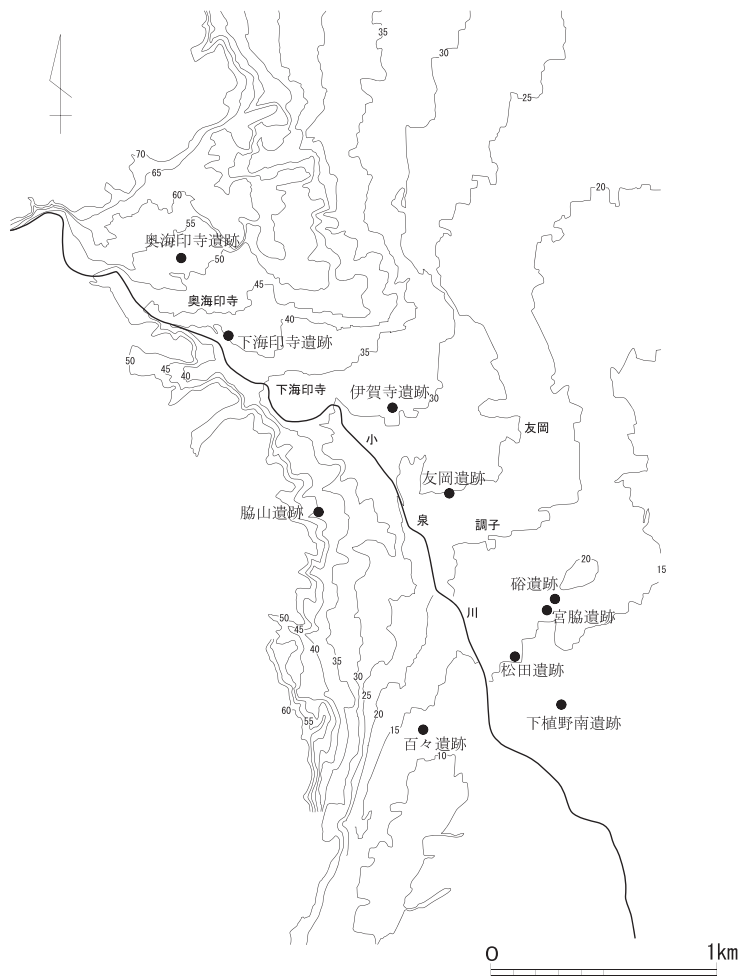 35
30
25
70
65
60
20
55
奥海印寺遺跡
50
45
奥海印寺
40
下海印寺遺跡
35
50
45
40
下海印寺
伊賀寺遺跡
30
小
友岡
友岡遺跡
脇山遺跡
泉
調子
20
15
硲遺跡
宮脇遺跡
川
50
45
40
35
松田遺跡
30
25
60
55
20
15
下植野南遺跡
百々遺跡
10
0
1km